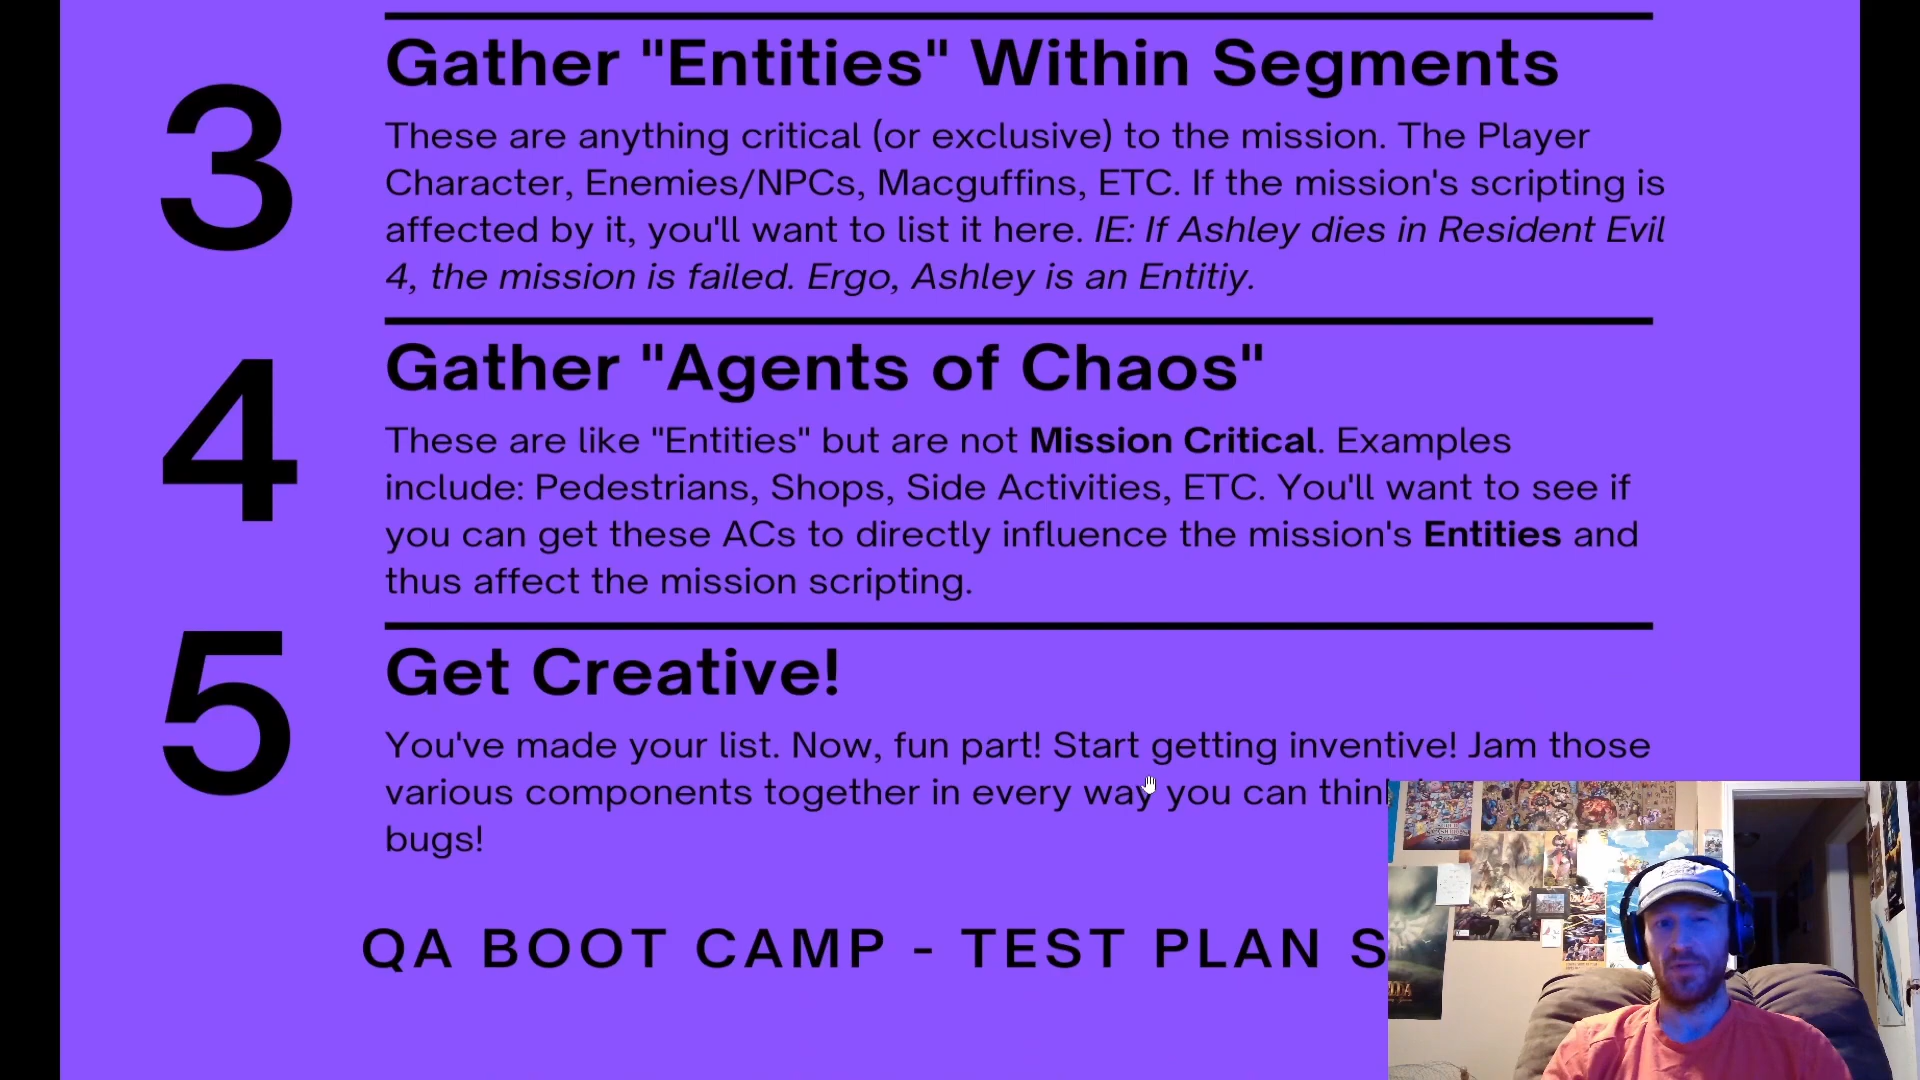 3
Gather "Entities" Within Segments
These are anything critical (or exclusive) to the mission. The Player
Character, Enemies/NPCs, Macguffins, ETC. If the mission's scripting is
affected by it, you'll want to list it here. IE: If Ashley dies in Resident Evil
4, the mission is failed. Ergo, Ashley is an Entitiy.
4
Gather "Agents of Chaos"
These are like "Entities" but are not Mission Critical. Examples
include: Pedestrians, Shops, Side Activities, ETC. You'll want to see if
you can get these ACs to directly influence the mission's Entities and
thus affect the mission scripting.
5
Get Creative!
You've made your list. Now, fun part! Start getting inventive! Jam those
various components together in every way you can
bugs!
QA BOOT CAMP - TEST PLAN